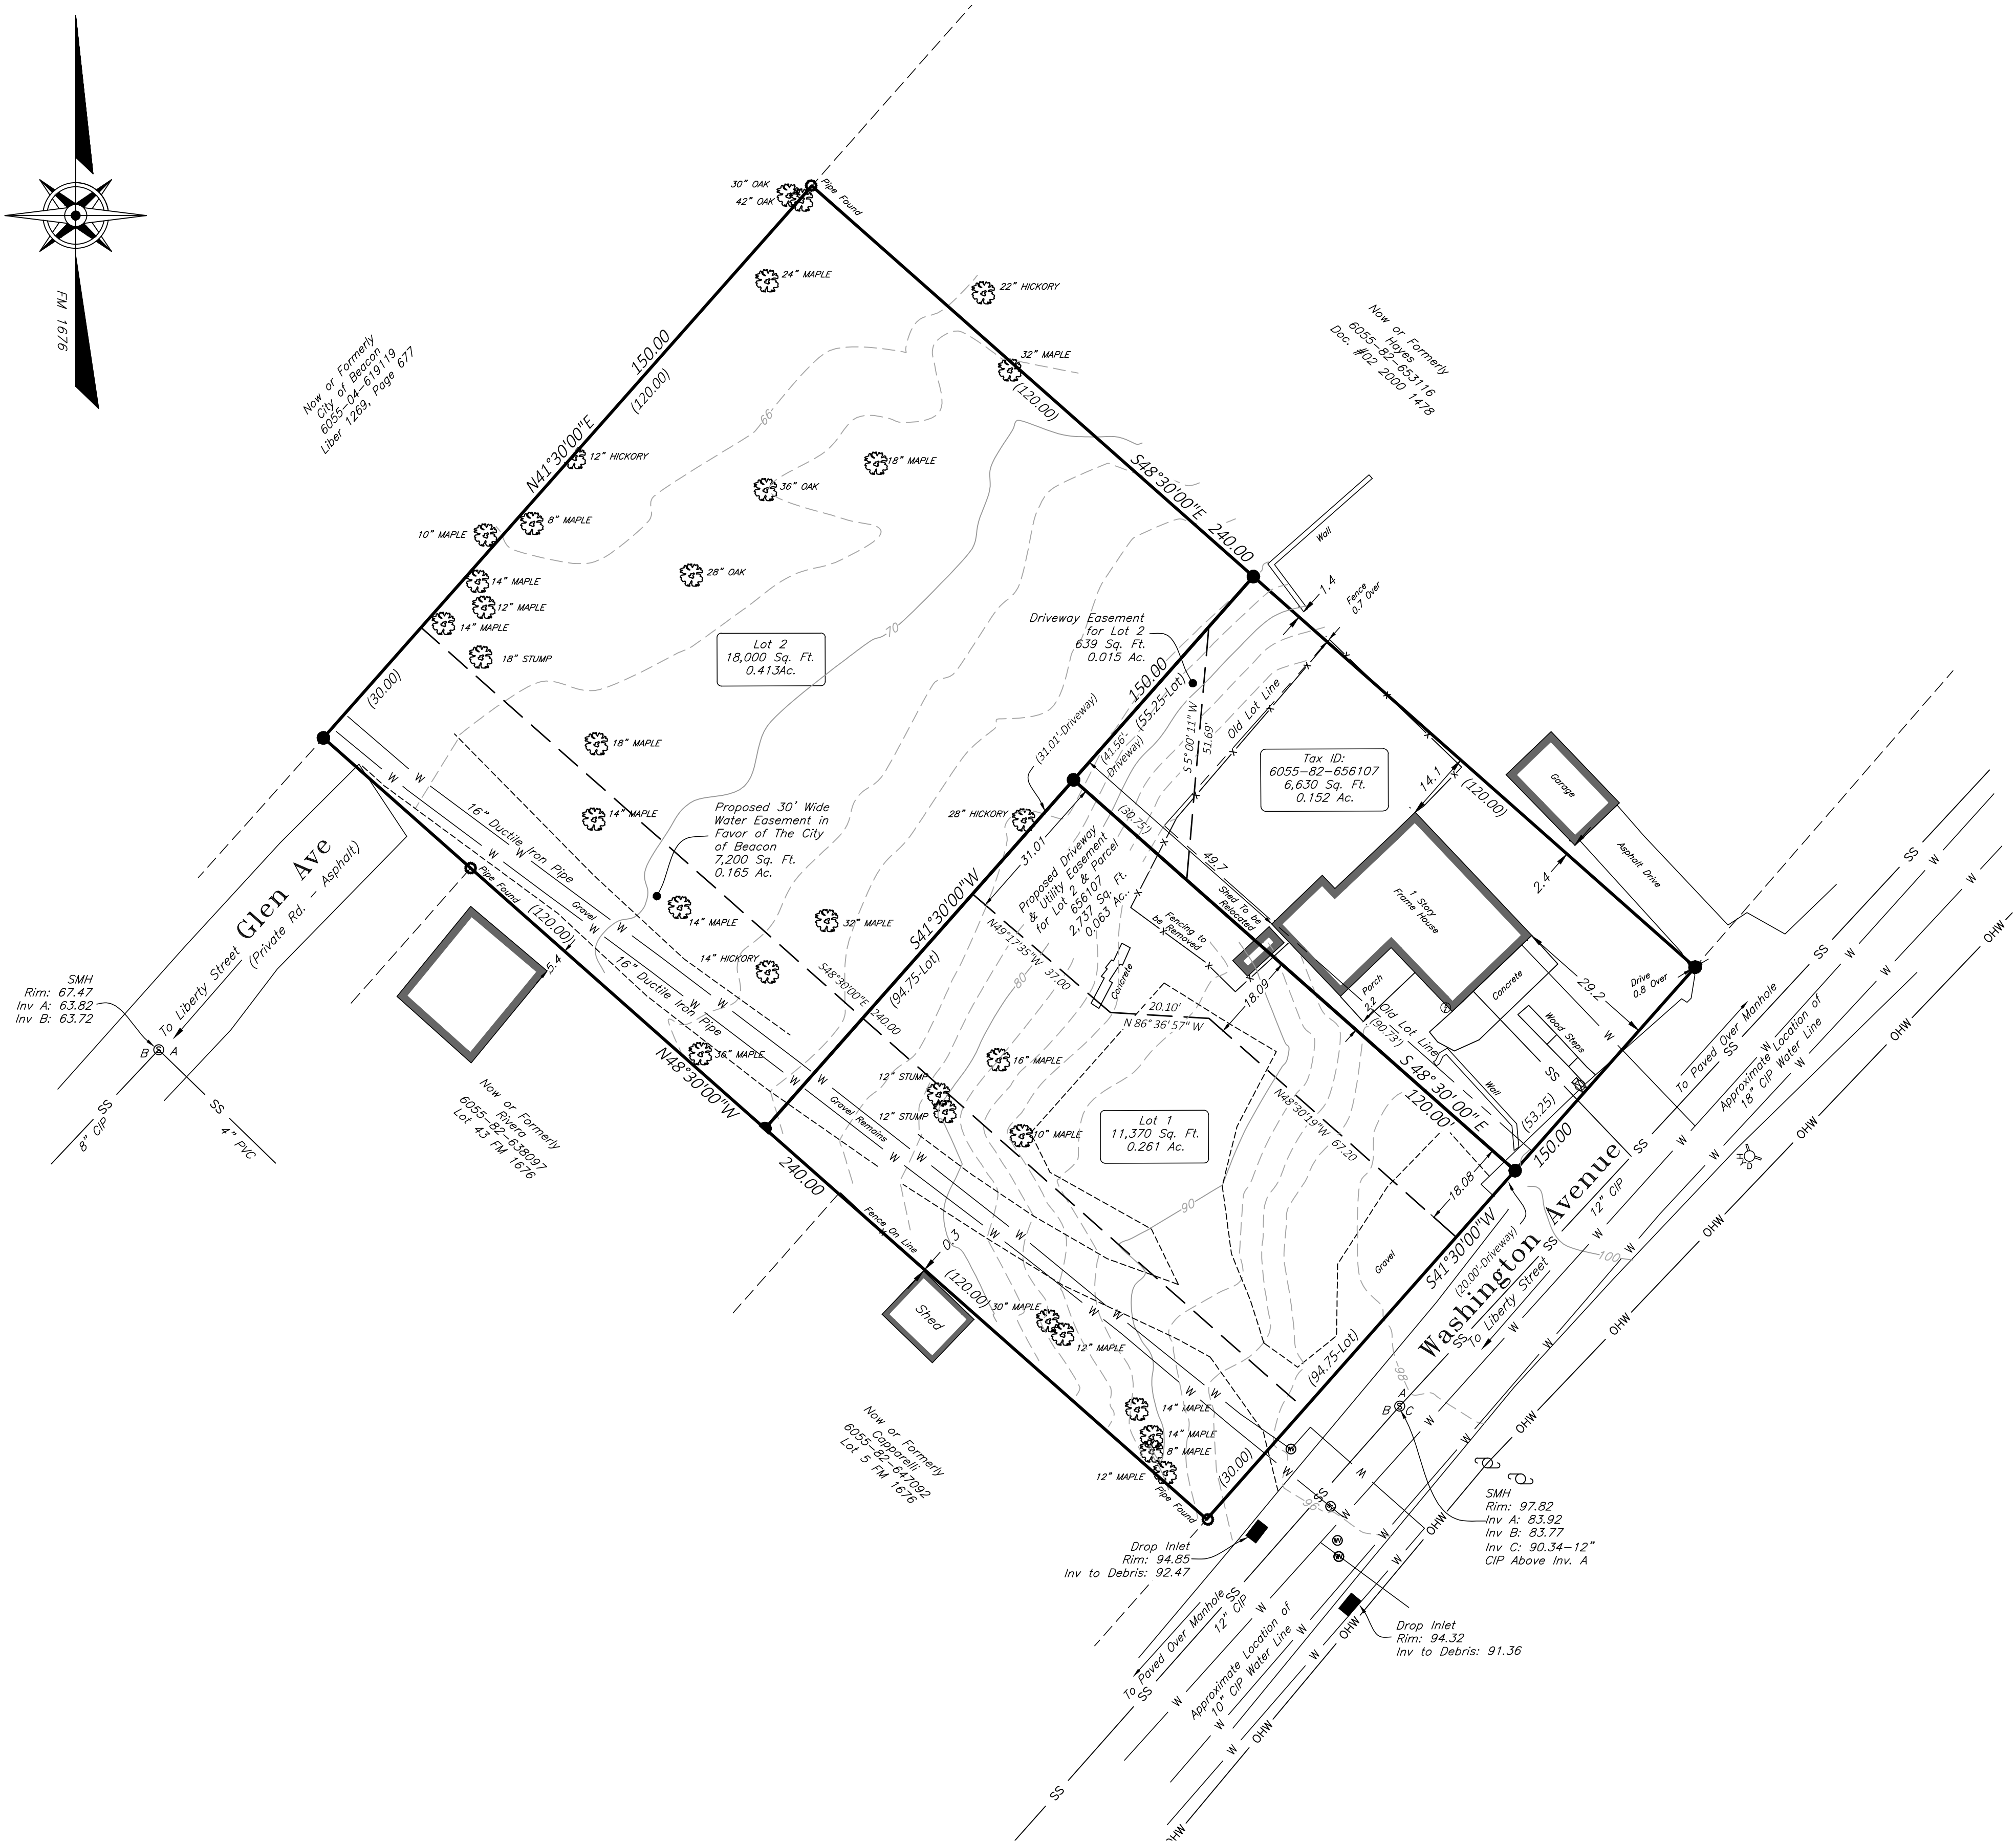 FM 1676
30" OAK
42" OAK
Pipe Found
24" MAPLE
22" HICKORY
Now or Formerly
City of Beacon
6055-04-619119
Liber 1269, Page 677
150.00
(120.00)
N41°30'00"E
32" MAPLE
(120.00)
Now or Formerly
Hayes
6055-82-653116
Doc. #02 2000 1478
66
12" HICKORY
18" MAPLE
36" OAK
S48°30'00"E 240.00
10" MAPLE
8" MAPLE
Wall
14" MAPLE
28" OAK
12" MAPLE
14" MAPLE
1.4
Fence
0.7 Over
18" STUMP
Lot 2
18,000 Sq. Ft.
0.413Ac.
70
Driveway Easement
for Lot 2
639 Sq. Ft.
0.015 Ac.
(30.00)
150.00
(55.25-Lot)
(31.01'-Driveway)
(41.56'-
Driveway)
S 5°00'11" W
51.69'
Old Lot Line
18" MAPLE
Tax ID:
6055-82-656107
6,630 Sq. Ft.
0.152 Ac.
14.1
(120.00)
Garage
Asphalt Drive
2.4
14" MAPLE
Proposed 30' Wide
Water Easement in
Favor of The City
of Beacon
7,200 Sq. Ft.
0.165 Ac.
28" HICKORY
31.01
(30.75')
49.7
Proposed Driveway
& Utility Easement
for Lot 2 & Parcel
656107
2,737 Sq. Ft.
0.063 Ac.
Shed To be
Relocated
Fencing to
be Removed
1 Story
Frame House
Glen Ave
(Private Rd. - Asphalt)
To Liberty Street
16" Ductile Iron Pipe
Gravel
Pipe Found
(120.00)
5.4
14" MAPLE
32" MAPLE
14" HICKORY
S41°30'00"W
(94.75-Lot)
N49°17'35"W 37.00
S48°30'00"E
240.00
80
Concrete
20.10'
N 86°36'57" W
18.09
Porch
2.2
Old Lot Line
(90.73')
Concrete
Wood Steps
29.2
Drive
0.8 Over
SMH
Rim: 67.47
Inv A: 63.82
Inv B: 63.72
B
S
A
SS
8" CIP
SS
4" PVC
16" Ductile Iron Pipe
36" MAPLE
N48°30'00"W
240.00
Now or Formerly
Rivera
6055-82-638097
Lot 43 FM 1676
Gravel Remains
12" STUMP
12" STUMP
16" MAPLE
10" MAPLE
Lot 1
11,370 Sq. Ft.
0.261 Ac.
N48°30'19"W 67.20
S 48°30'00"E
120.00'
Wall
(53.25)
150.00
18.08
90
Fence On Line
0.3
(120.00)
Shed
30" MAPLE
12" MAPLE
Gravel
S41°30'00"W
(20.00'-Driveway)
Washington Avenue
To Liberty Street
12" CIP
To Paved Over Manhole
Approximate Location of
18" CIP Water Line
HYD
100
98
(94.75-Lot)
Now or Formerly
Capparelli
6055-82-647092
Lot 5 FM 1676
14" MAPLE
14" MAPLE
8" MAPLE
12" MAPLE
Pipe Found
(30.00)
96
A
B
S
C
SMH
Rim: 97.82
Inv A: 83.92
Inv B: 83.77
Inv C: 90.34-12"
CIP Above Inv. A
Drop Inlet
Rim: 94.85
Inv to Debris: 92.47
Drop Inlet
Rim: 94.32
Inv to Debris: 91.36
To Paved Over Manhole
12" CIP
Approximate Location of
10" CIP Water Line
SS
W
OHW